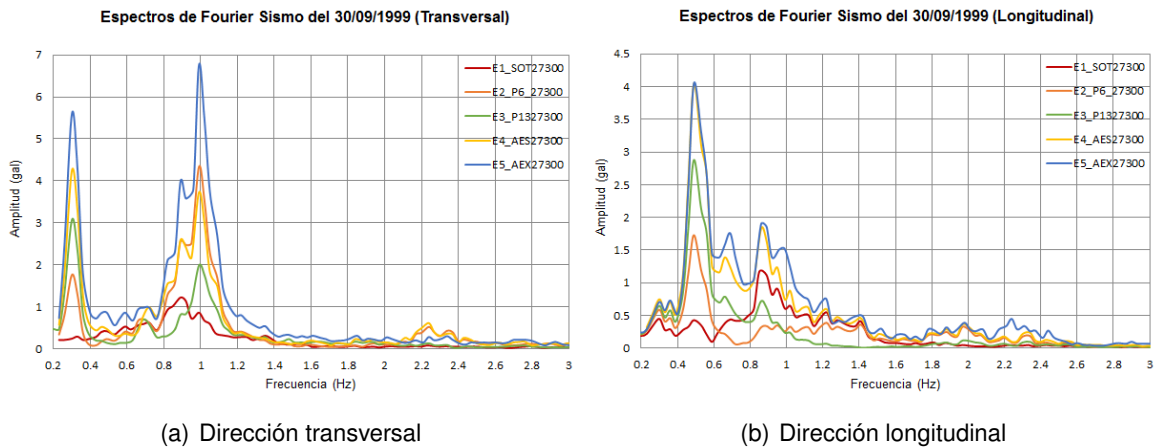 Espectros de Fourier Sismo del 30/09/1999 (Transversal)
7
6
5
4
3
2
1
0
Amplitud (gal)
0.2 0.4 0.6 0.8 1 1.2 1.4 1.6 1.8 2 2.2 2.4 2.6 2.8 3
Frecuencia (Hz)
E1_SOT27300
E2_P6_27300
E3_P1327300
E4_AES27300
E5_AEX27300
(a) Dirección transversal
Espectros de Fourier Sismo del 30/09/1999 (Longitudinal)
4.5
4
3.5
3
2.5
2
1.5
1
0.5
0
Amplitud (gal)
0.2 0.4 0.6 0.8 1 1.2 1.4 1.6 1.8 2 2.2 2.4 2.6 2.8 3
Frecuencia (Hz)
E1_SOT27300
E2_P6_27300
E3_P1327300
E4_AES27300
E5_AEX27300
(b) Dirección longitudinal